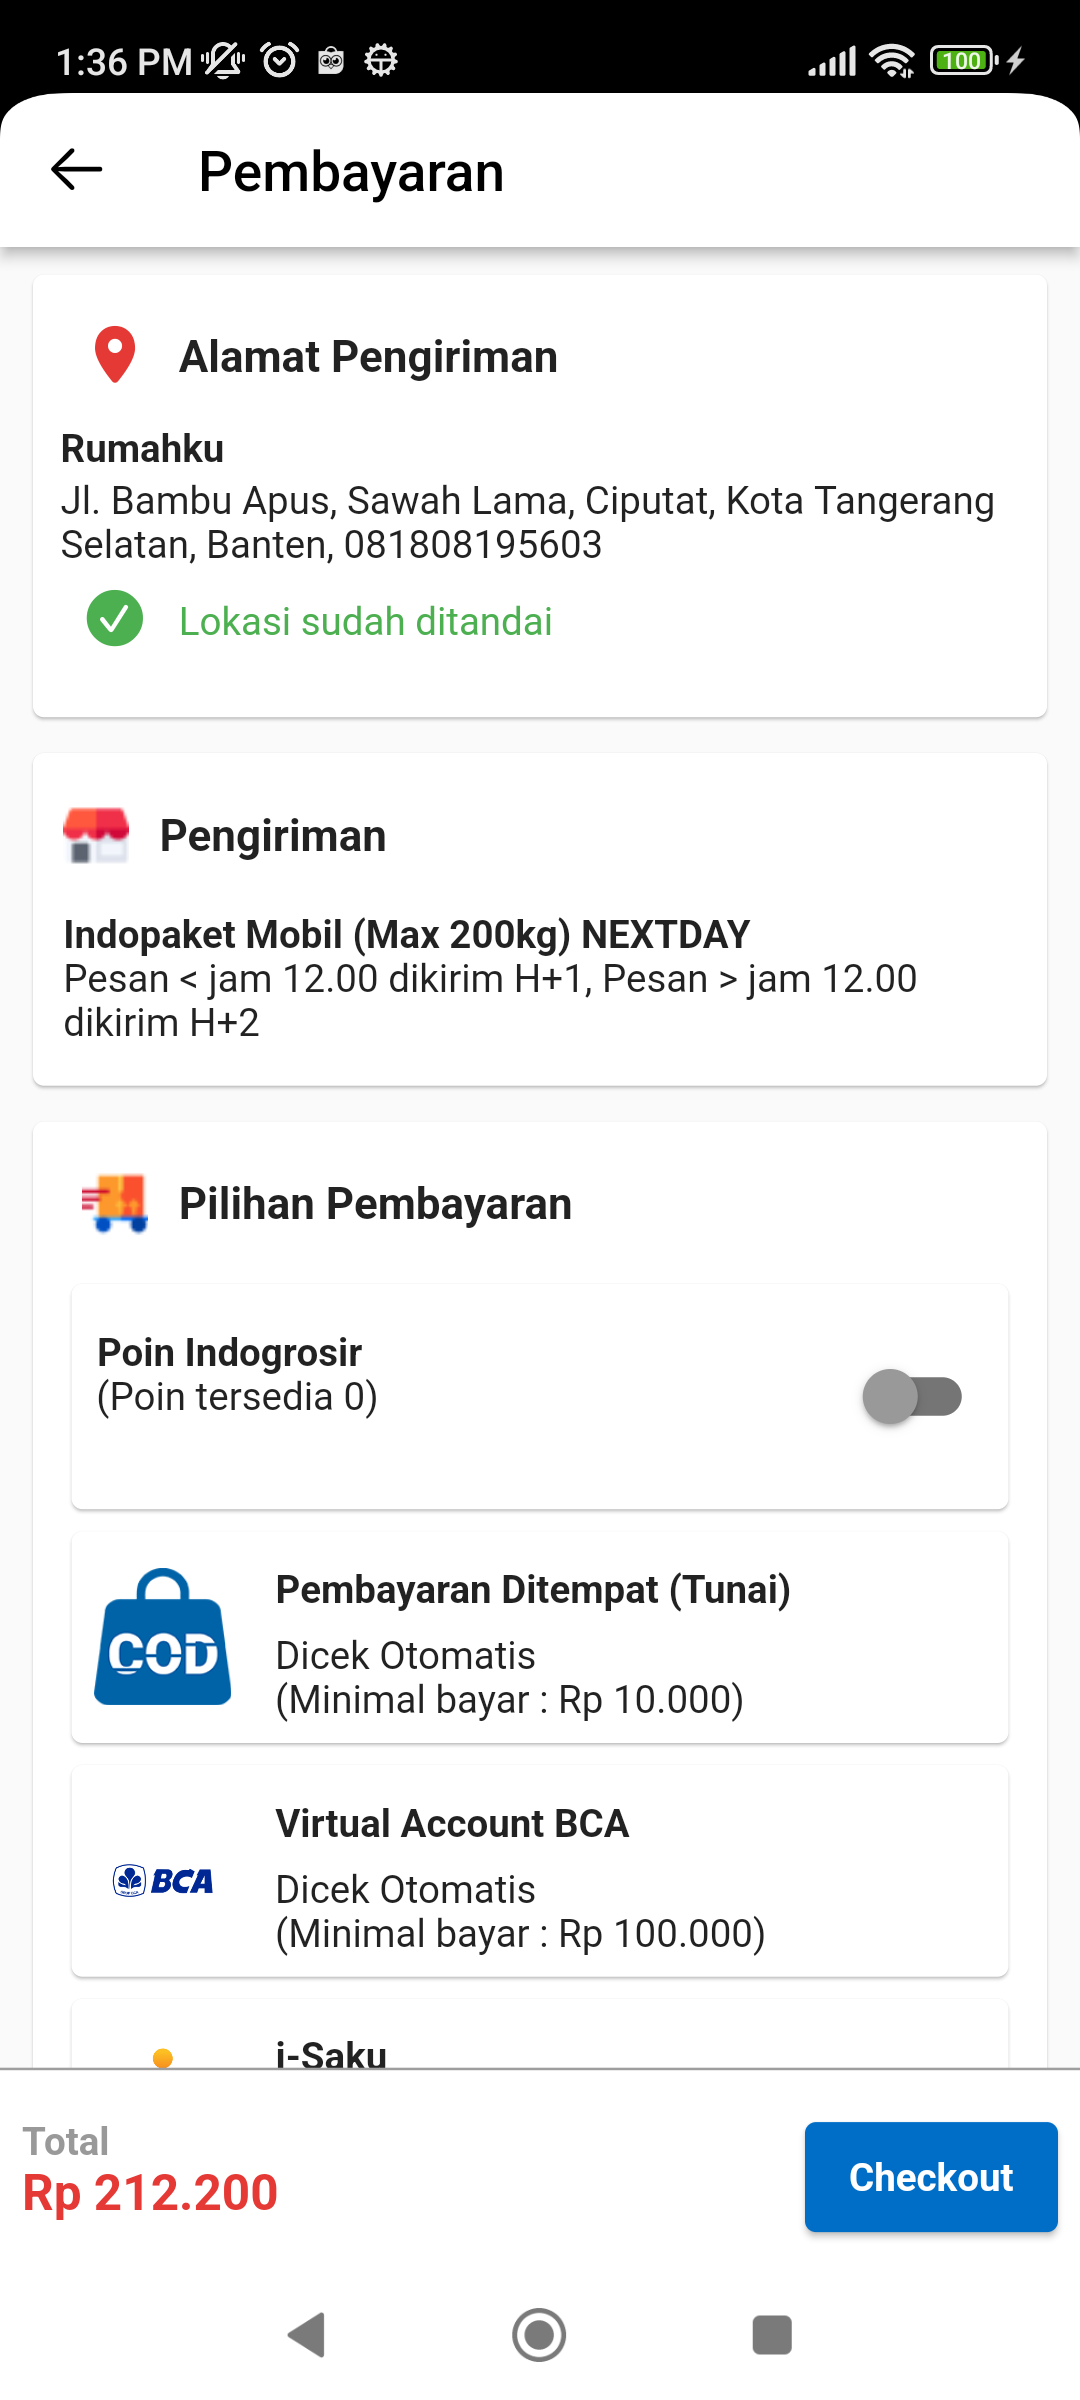 1:36 PM
100
Pembayaran
Alamat Pengiriman
Rumahku
Jl. Bambu Apus, Sawah Lama, Ciputat, Kota Tangerang
Selatan, Banten, 081808195603
Lokasi sudah ditandai
Pengiriman
Indopaket Mobil (Max 200kg) NEXTDAY
Pesan < jam 12.00 dikirim H+1, Pesan > jam 12.00
dikirim H+2
Pilihan Pembayaran
Poin Indogrosir
(Poin tersedia 0)
COD
Pembayaran Ditempat (Tunai)
Dicek Otomatis
(Minimal bayar : Rp 10.000)
BCA
Virtual Account BCA
Dicek Otomatis
(Minimal bayar : Rp 100.000)
i-Saku
Total
Rp 212.200
Checkout